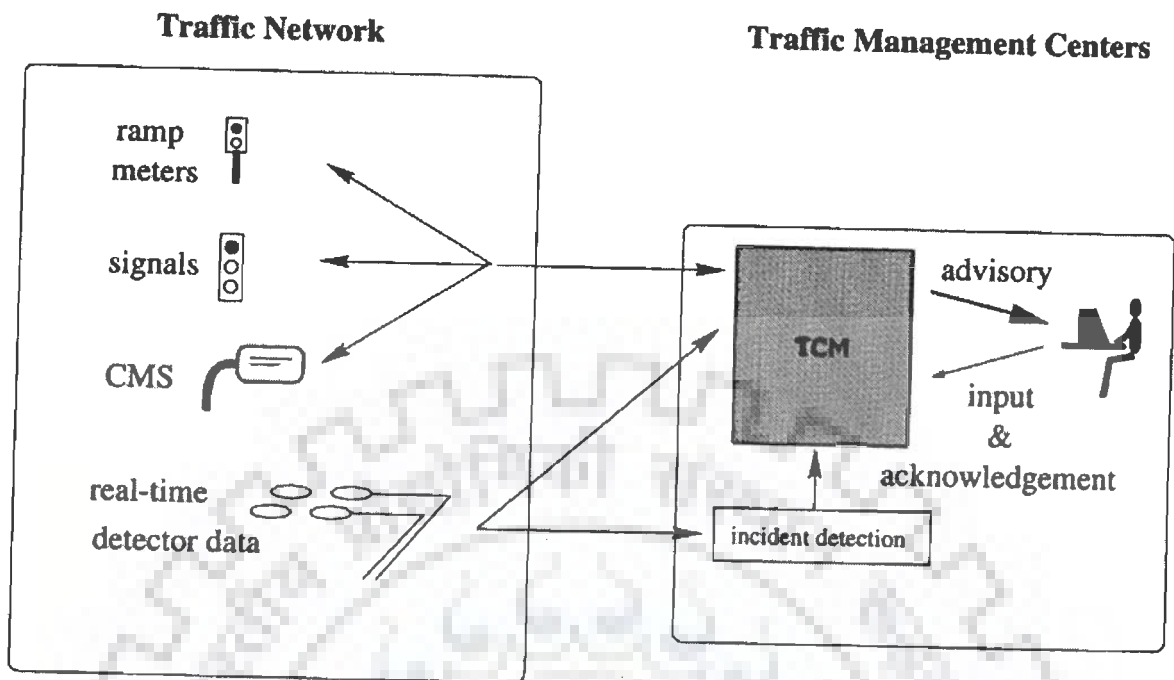 Traffic Network
Traffic Management Centers
ramp
meters
signals
CMS
real-time
detector data
TCM
advisory
input
&
acknowledgement
incident detection